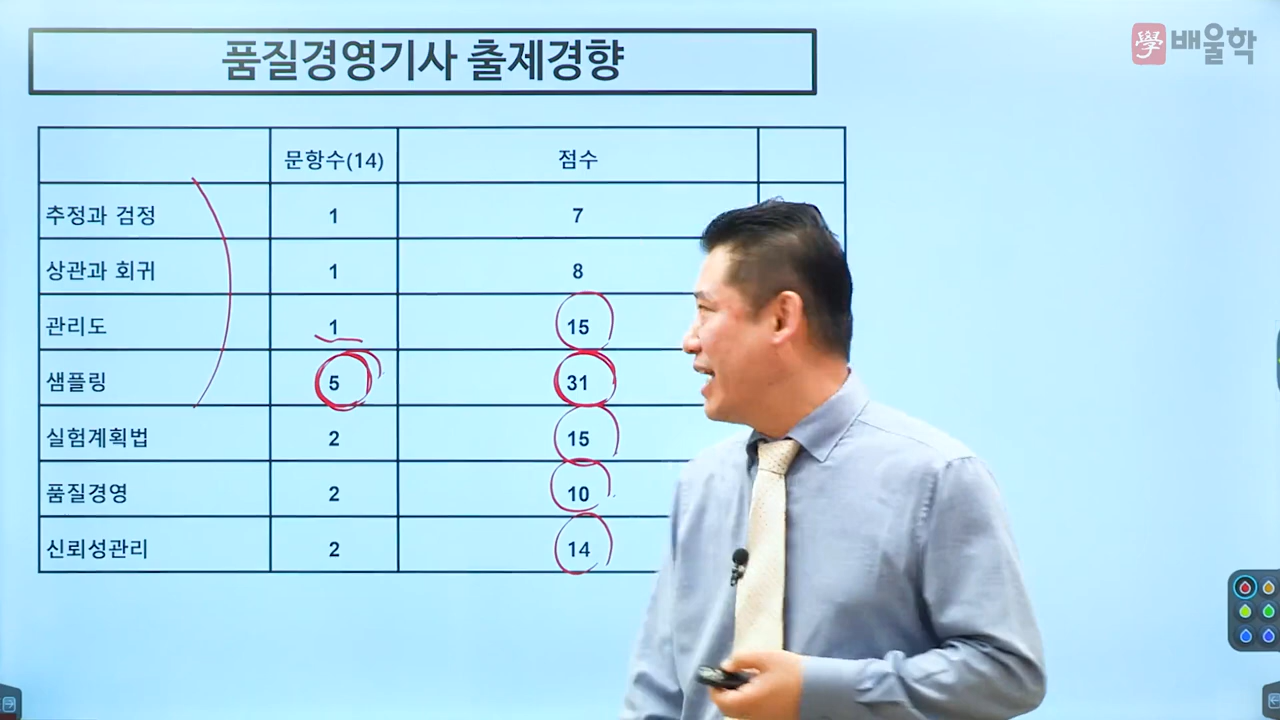 품질경영기사 출제경향
學 배울학
문항수(14) 점수
추정과 검정 1 7
상관과 회귀 1 8
관리도 1 15
샘플링 5 31
실험계획법 2 15
품질경영 2 10
신뢰성관리 2 14